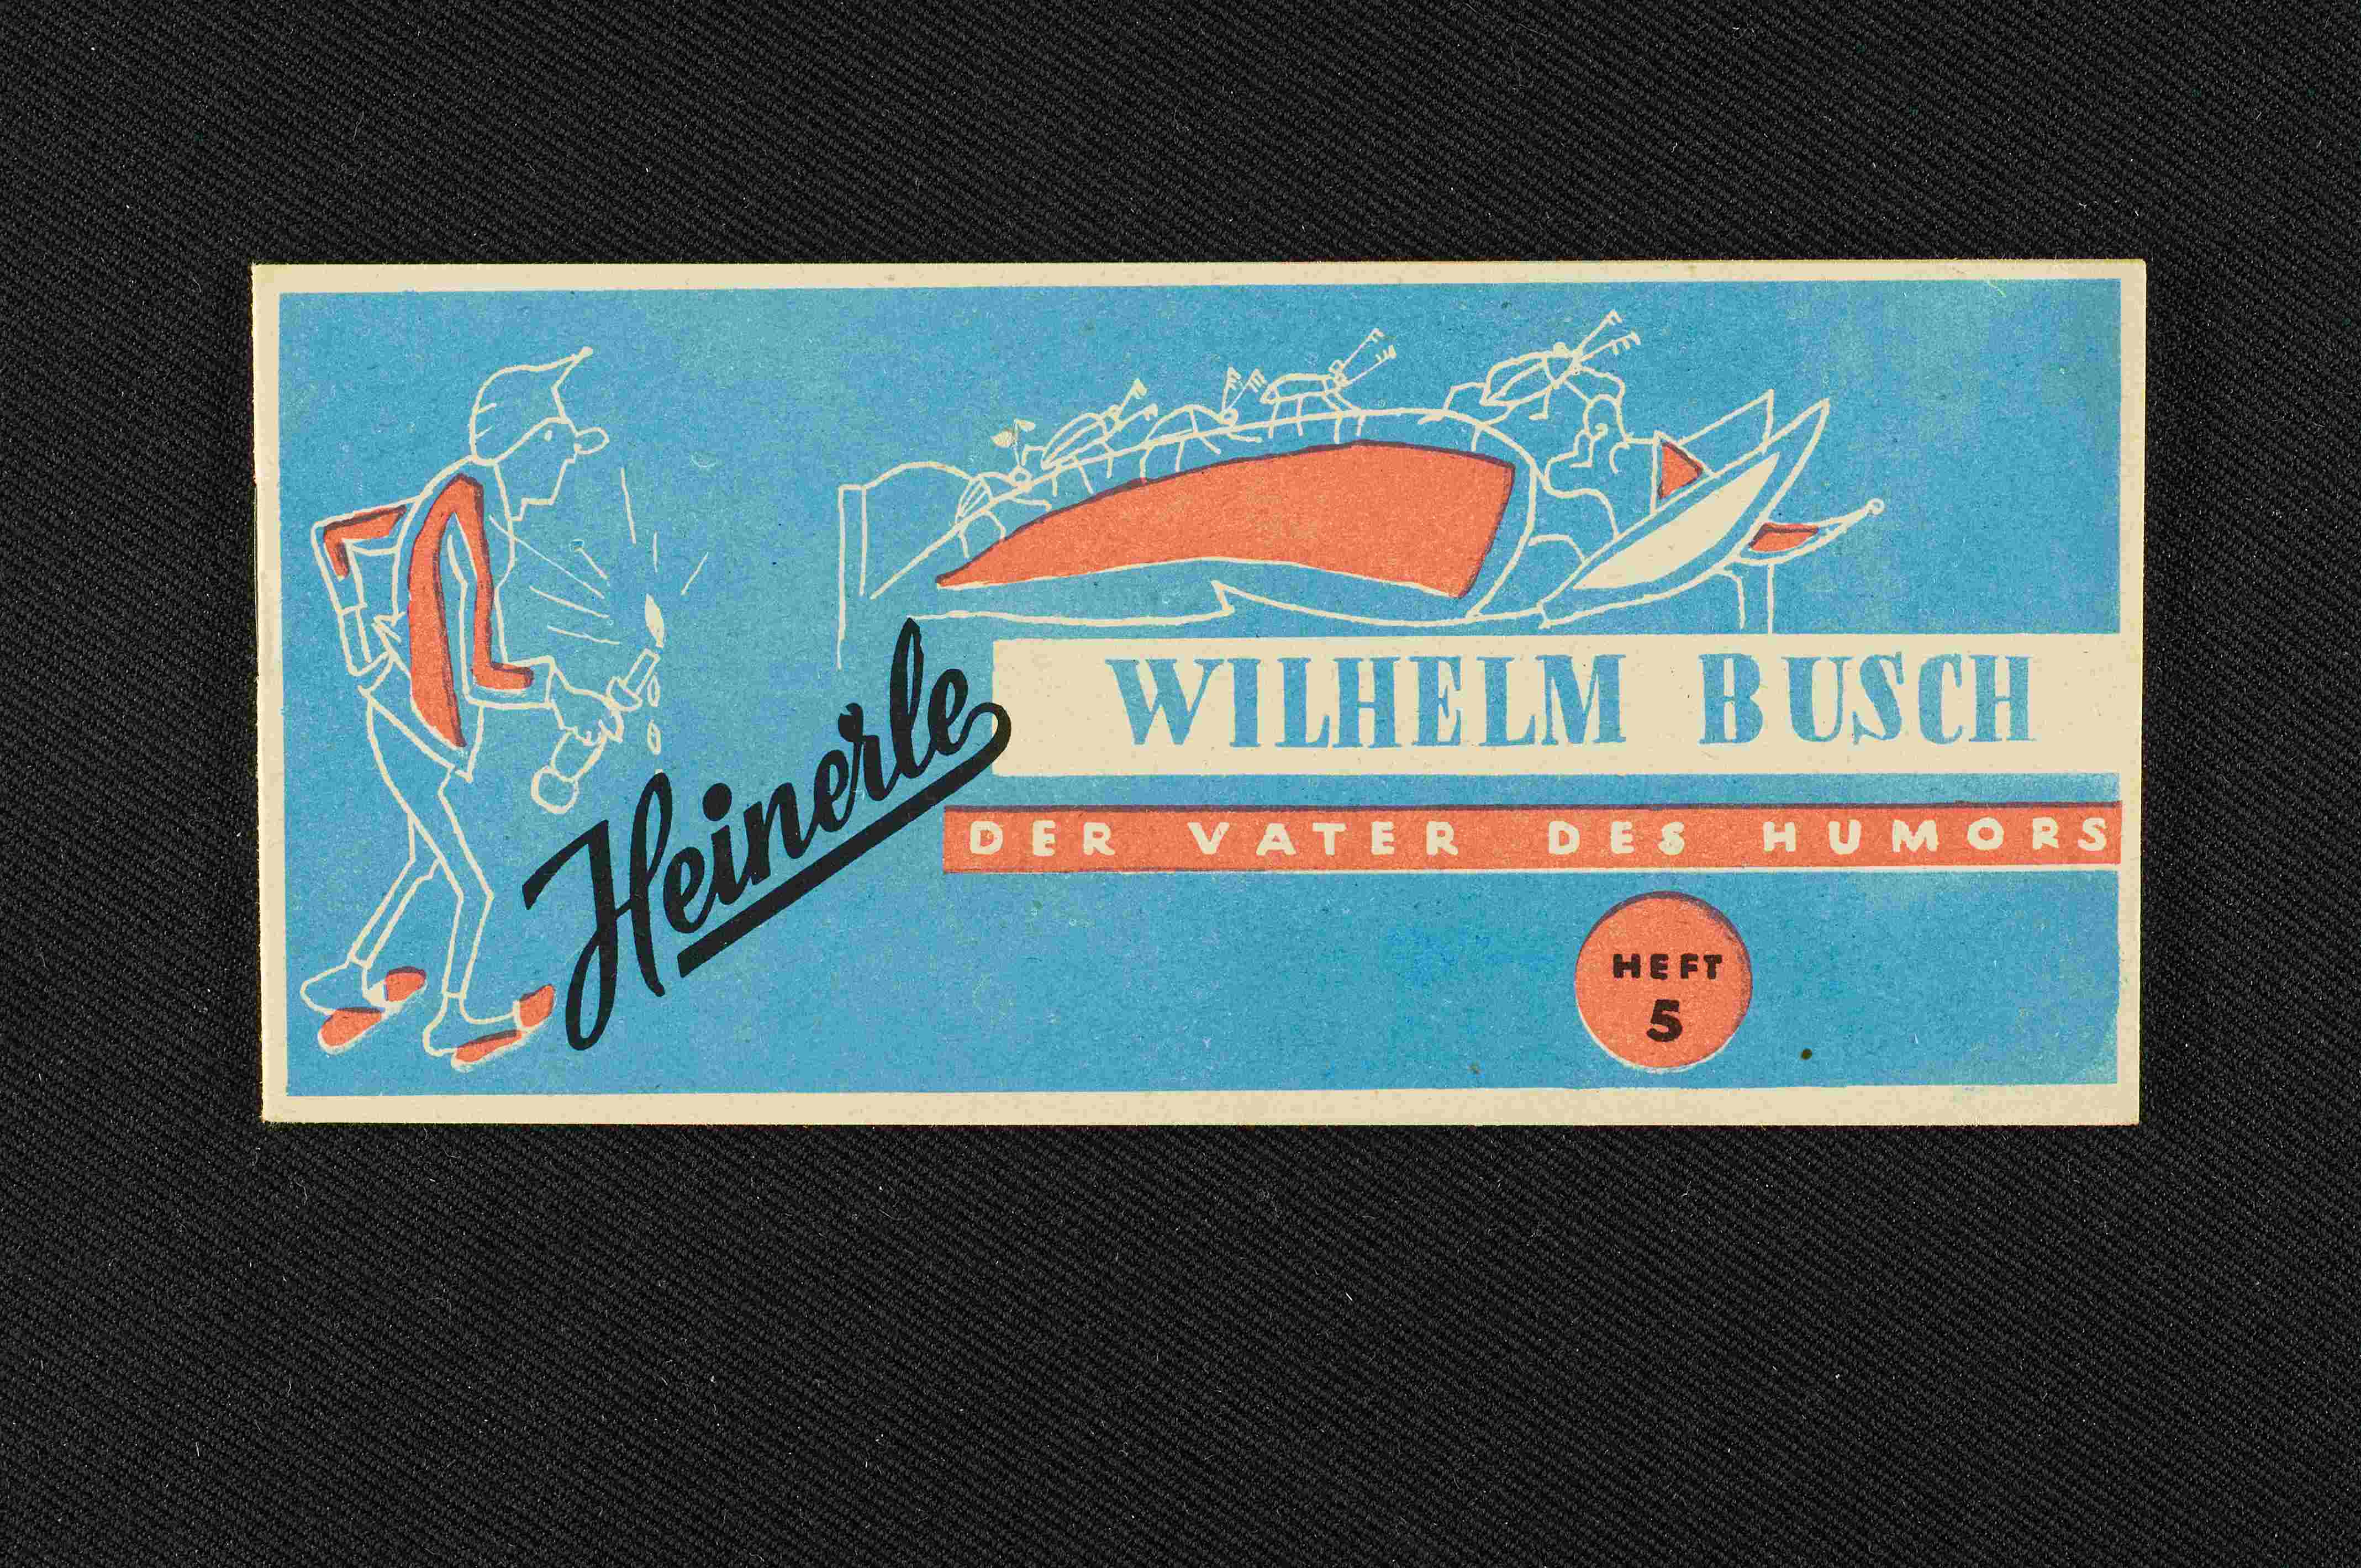 Heinerle
WILHELM BUSCH
DER VATER DES HUMORS
HEFT
5